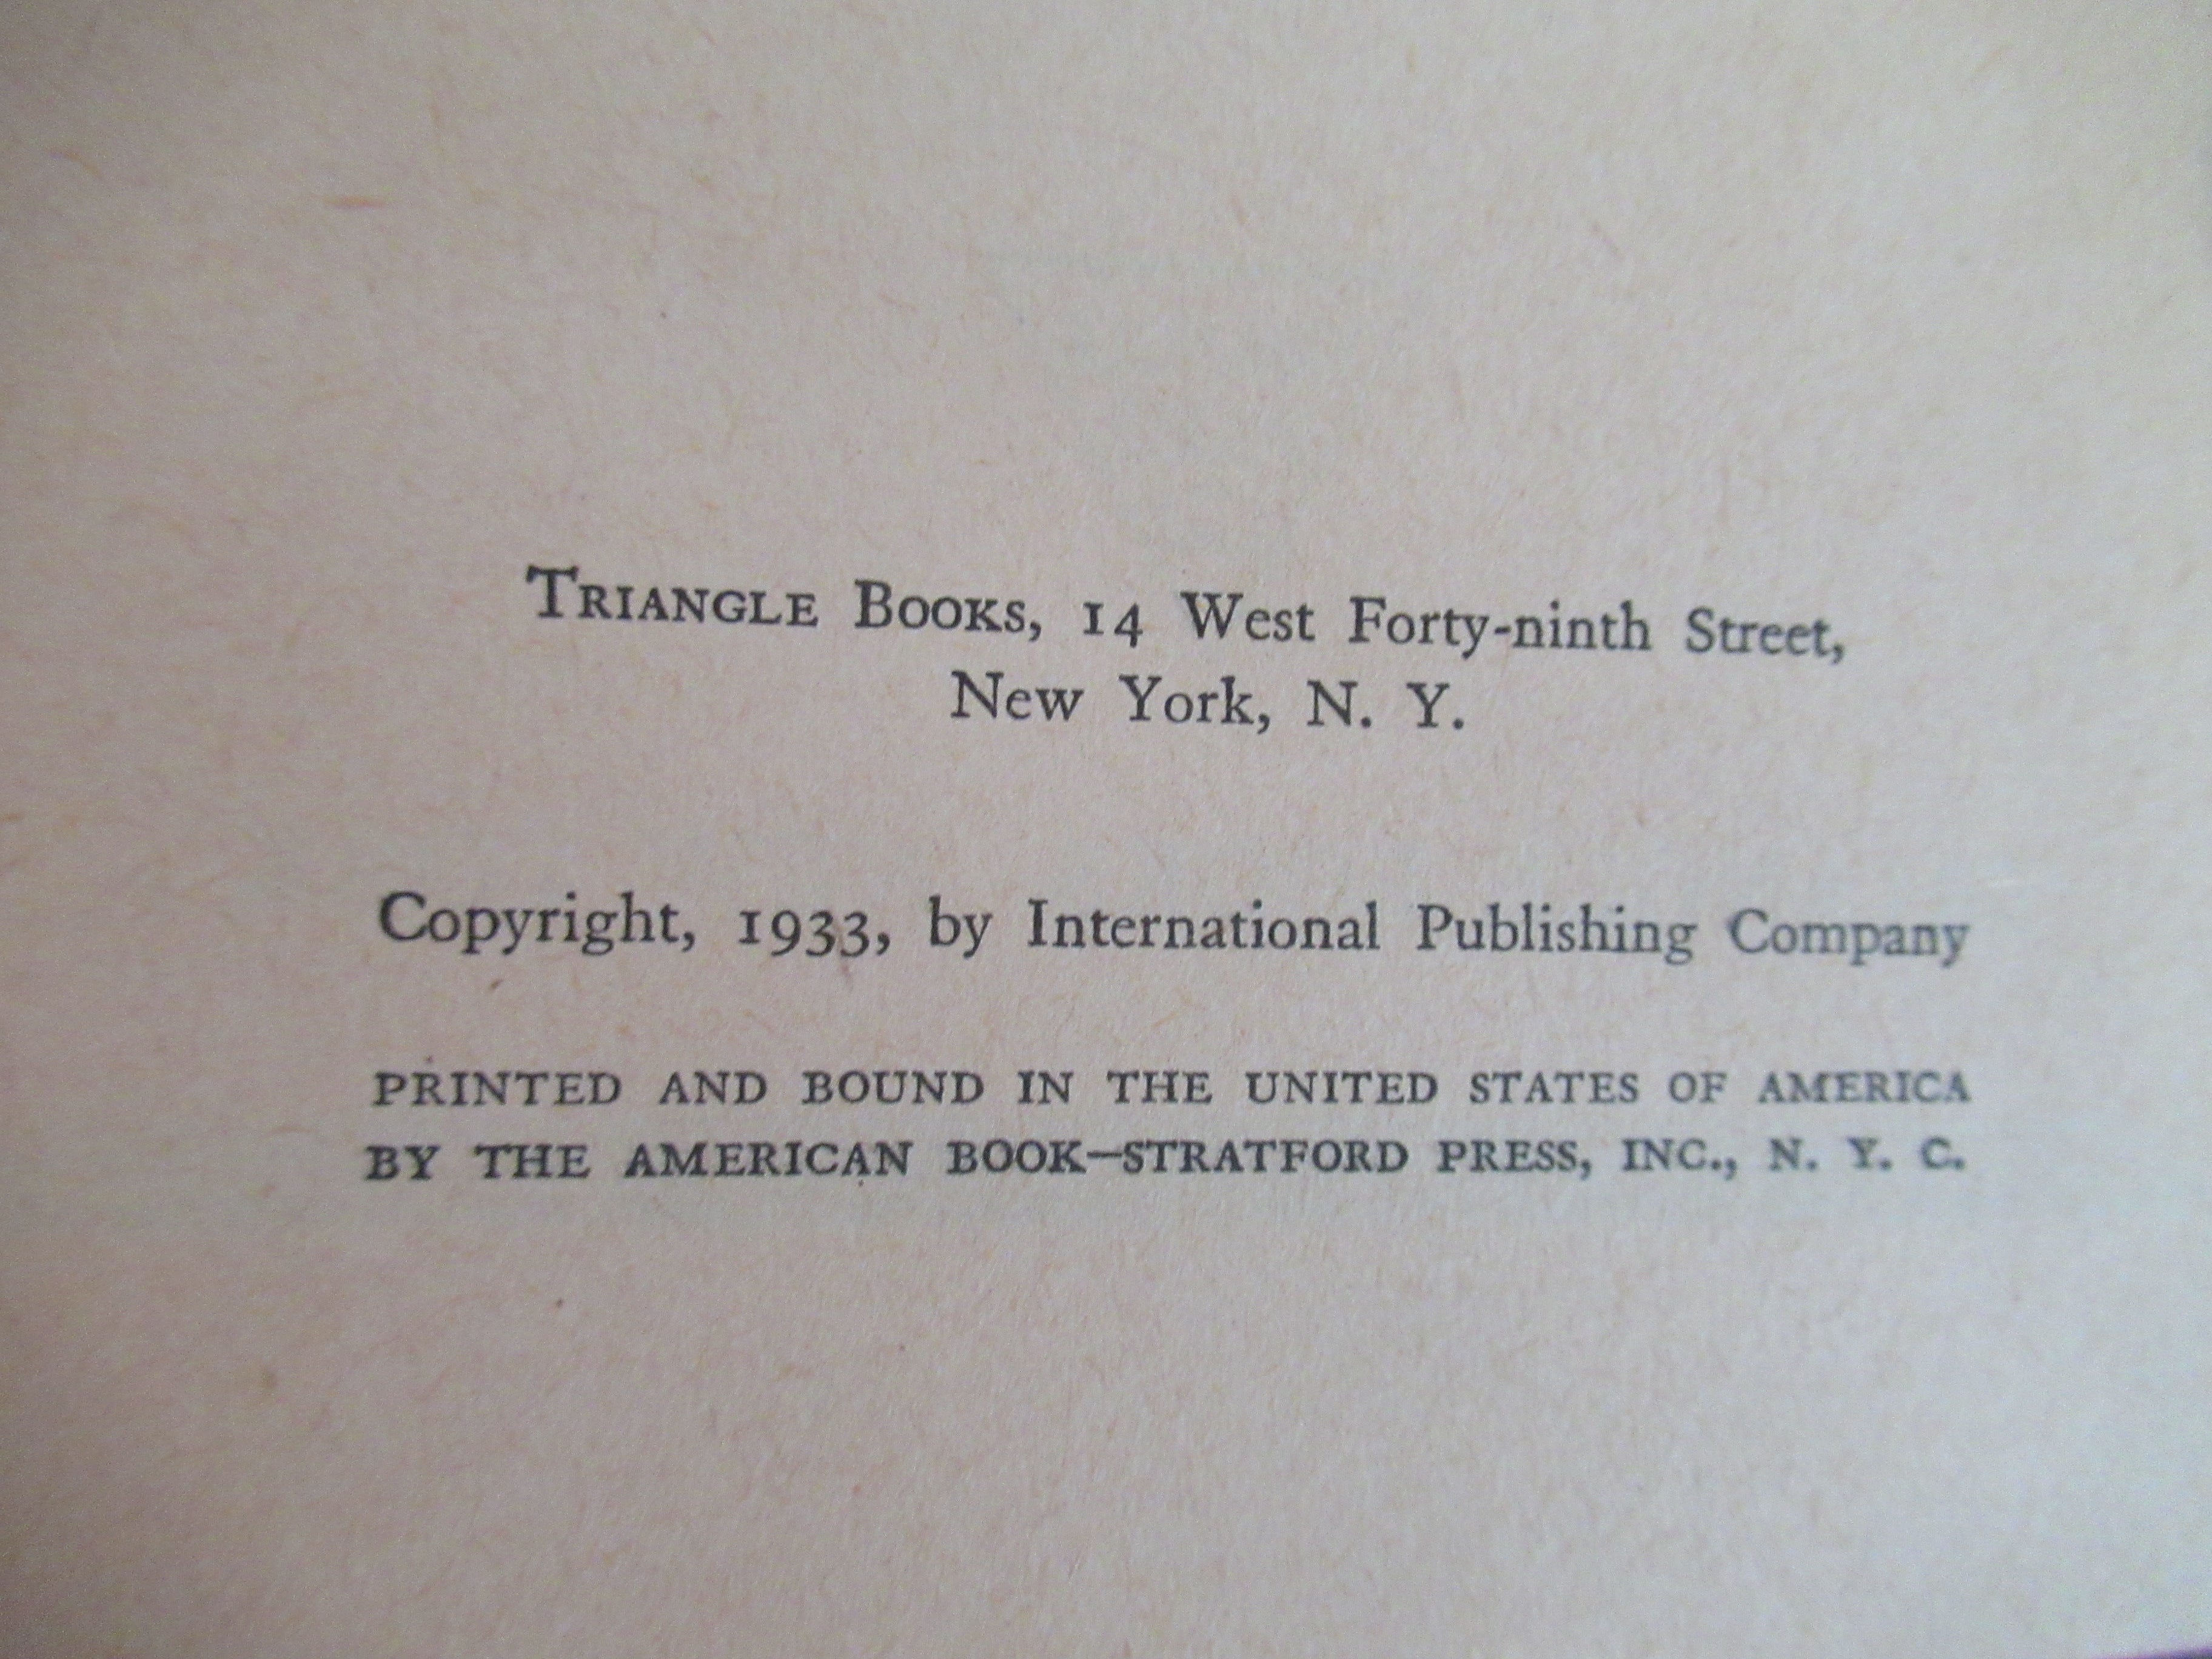 Triangle Books, 14 West Forty-ninth Street,
New York, N. Y.
Copyright, 1933, by International Publishing Company
PRINTED AND BOUND IN THE UNITED STATES OF AMERICA
BY THE AMERICAN BOOK—STRATFORD PRESS, INC., N. Y. C.